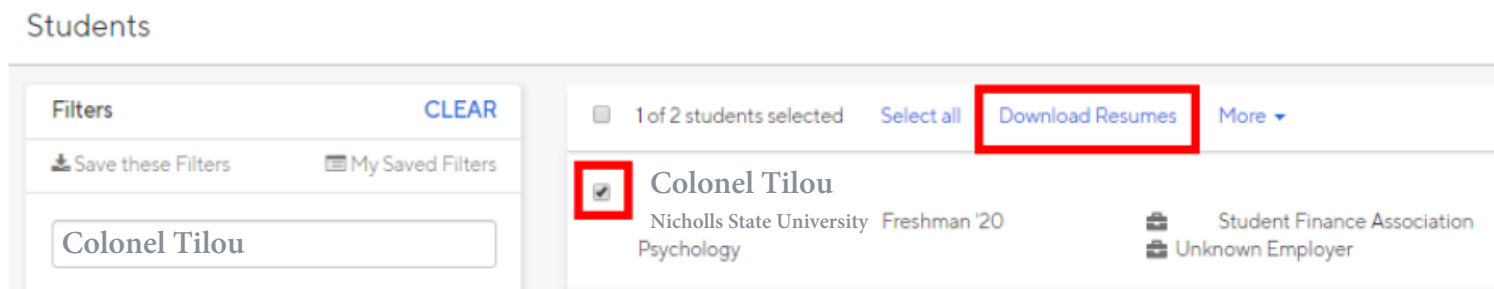 Students
Filters CLEAR
Save these Filters My Saved Filters
Colonel Tilou
1 of 2 students selected Select all Download Resumes More
Colonel Tilou
Nicholls State University Freshman '20 Student Finance Association
Psychology Unknown Employer